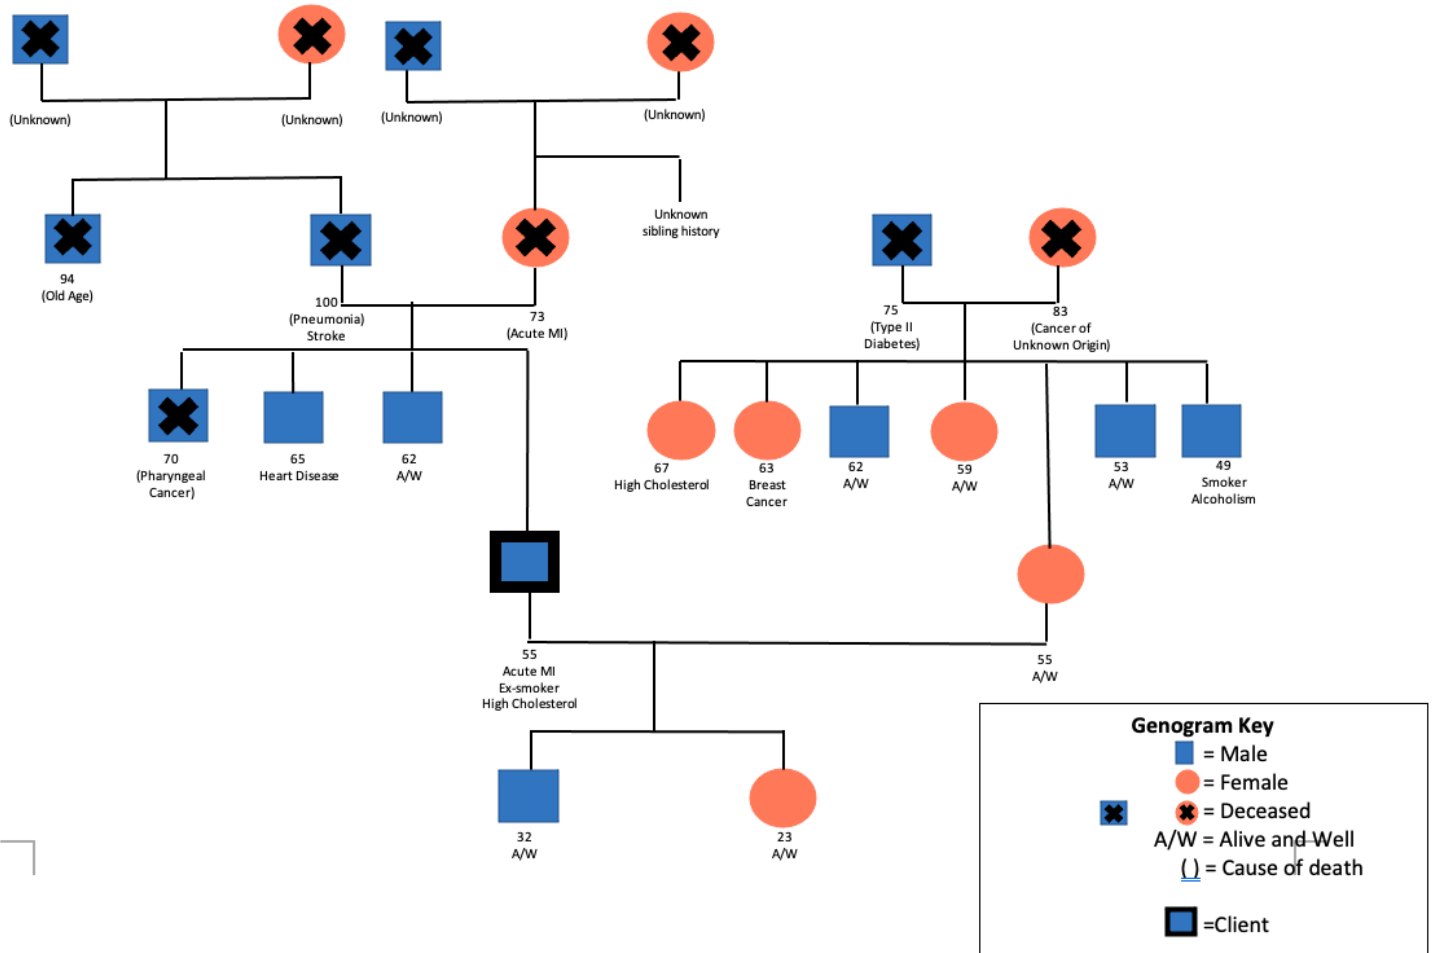 (Unknown)
(Unknown)
(Unknown)
(Unknown)
Unknown
sibling history
94
(Old Age)
100
(Pneumonia)
Stroke
73
(Acute MI)
75
(Type II
Diabetes)
83
(Cancer of
Unknown Origin)
70
(Pharyngeal
Cancer)
65
Heart Disease
62
A/W
67
High Cholesterol
63
Breast
Cancer
62
A/W
59
A/W
53
A/W
49
Smoker
Alcoholism
55
Acute MI
Ex-smoker
High Cholesterol
55
A/W
32
A/W
23
A/W
Genogram Key
= Male
= Female
= Deceased
A/W = Alive and Well
( ) = Cause of death
=Client